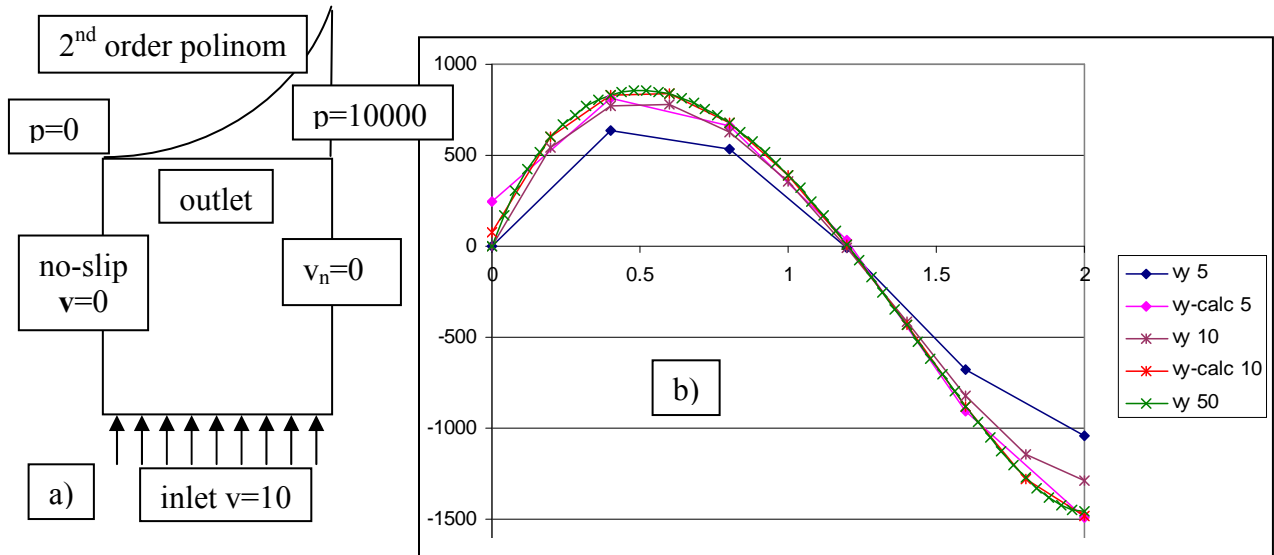 2nd order polinom
p=0
p=10000
outlet
no-slip
v=0
vn=0
a)
inlet v=10
1000
500
0
-500
-1000
-1500
0
0.5
1
1.5
2
b)
vy 5
vy-calc 5
vy 10
vy-calc 10
vy 50